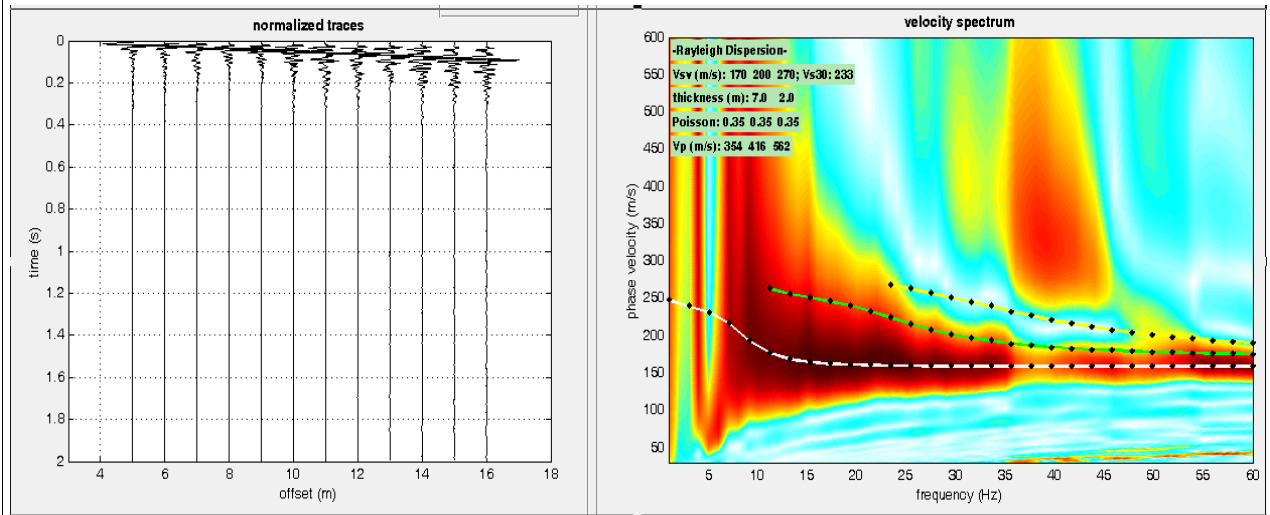 normalized traces
0
0.2
0.4
0.6
0.8
1
1.2
1.4
1.6
1.8
2
time (s)
4 6 8 10 12 14 16 18
offset (m)
velocity spectrum
600
550
500
450
400
350
300
250
200
150
100
50
phase velocity (m/s)
-Rayleigh Dispersion-
Vsv (m/s): 170 200 270; Vs30: 233
thickness (m): 7.0 2.0
Poisson: 0.35 0.35 0.35
Vp (m/s): 354 416 562
5 10 15 20 25 30 35 40 45 50 55 60
frequency (Hz)